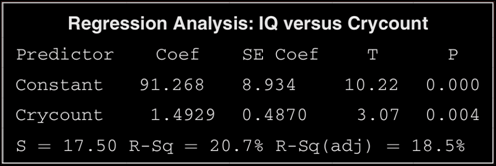 Regression Analysis: IQ versus Crycount
Predictor Coef SE Coef T P
Constant 91.268 8.934 10.22 0.000
Crycount 1.4929 0.4870 3.07 0.004
S = 17.50 R-Sq = 20.7% R-Sq(adj) = 18.5%